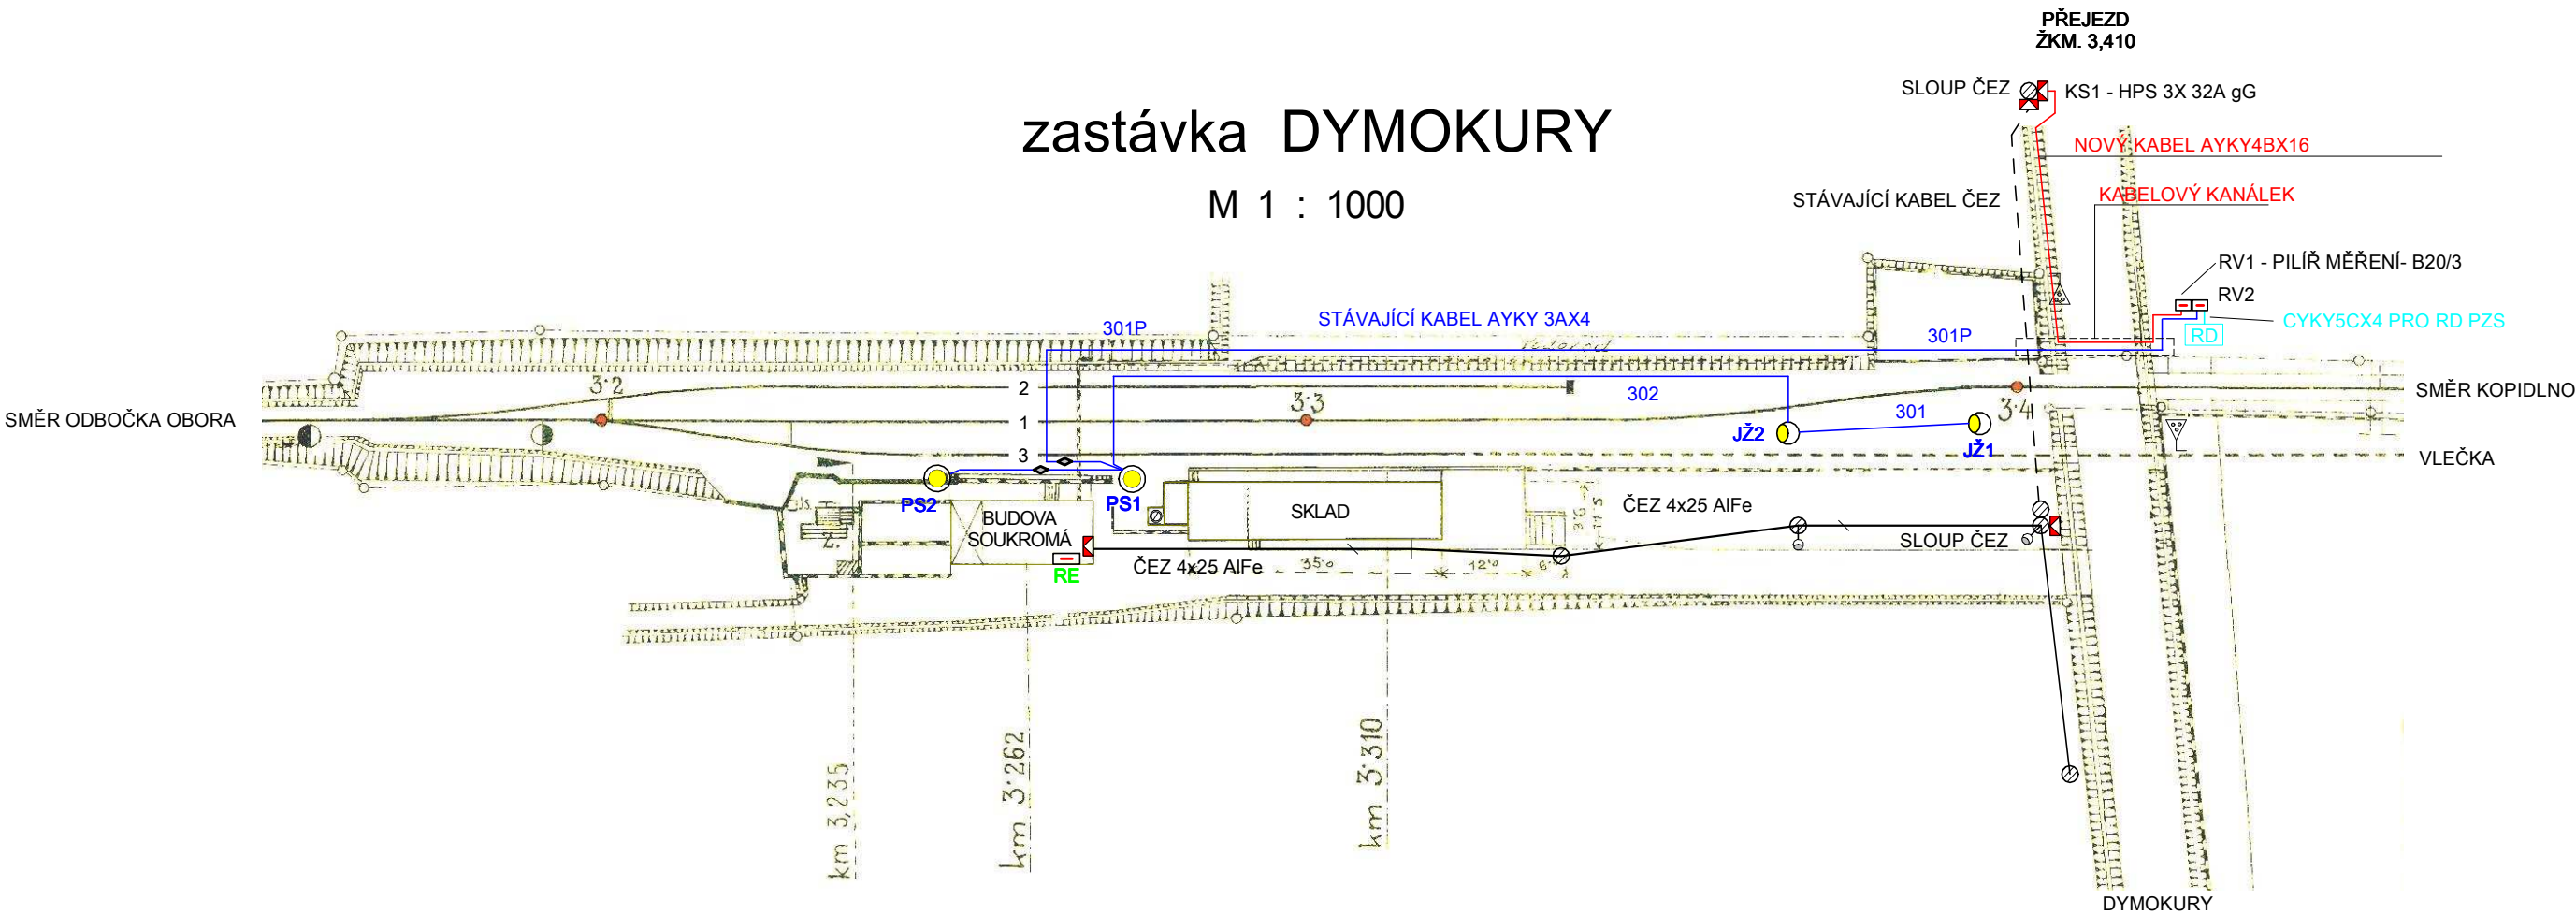 PŘEJEZD
ŽKM. 3,410
SLOUP ČEZ
KS1 - HPS 3X 32A gG
zastávka DYMOKURY
M 1 : 1000
NOVÝ KABEL AYKY4BX16
STÁVAJÍCÍ KABEL ČEZ
KABELOVÝ KANÁLEK
RV1 - PILÍŘ MĚŘENÍ- B20/3
RV2
301P
STÁVAJÍCÍ KABEL AYKY 3AX4
301P
RD
CYKY5CX4 PRO RD PZS
3·2
2
3·3
302
301
3·4
SMĚR KOPIDLNO
SMĚR ODBOČKA OBORA
1
JŽ2
JŽ1
3
VLEČKA
PS2
PS1
BUDOVA
SOUKROMÁ
SKLAD
ČEZ 4x25 AlFe
SLOUP ČEZ
RE
ČEZ 4x25 AlFe
35·0
12·0
km 3,235
km 3·262
km 3·310
DYMOKURY